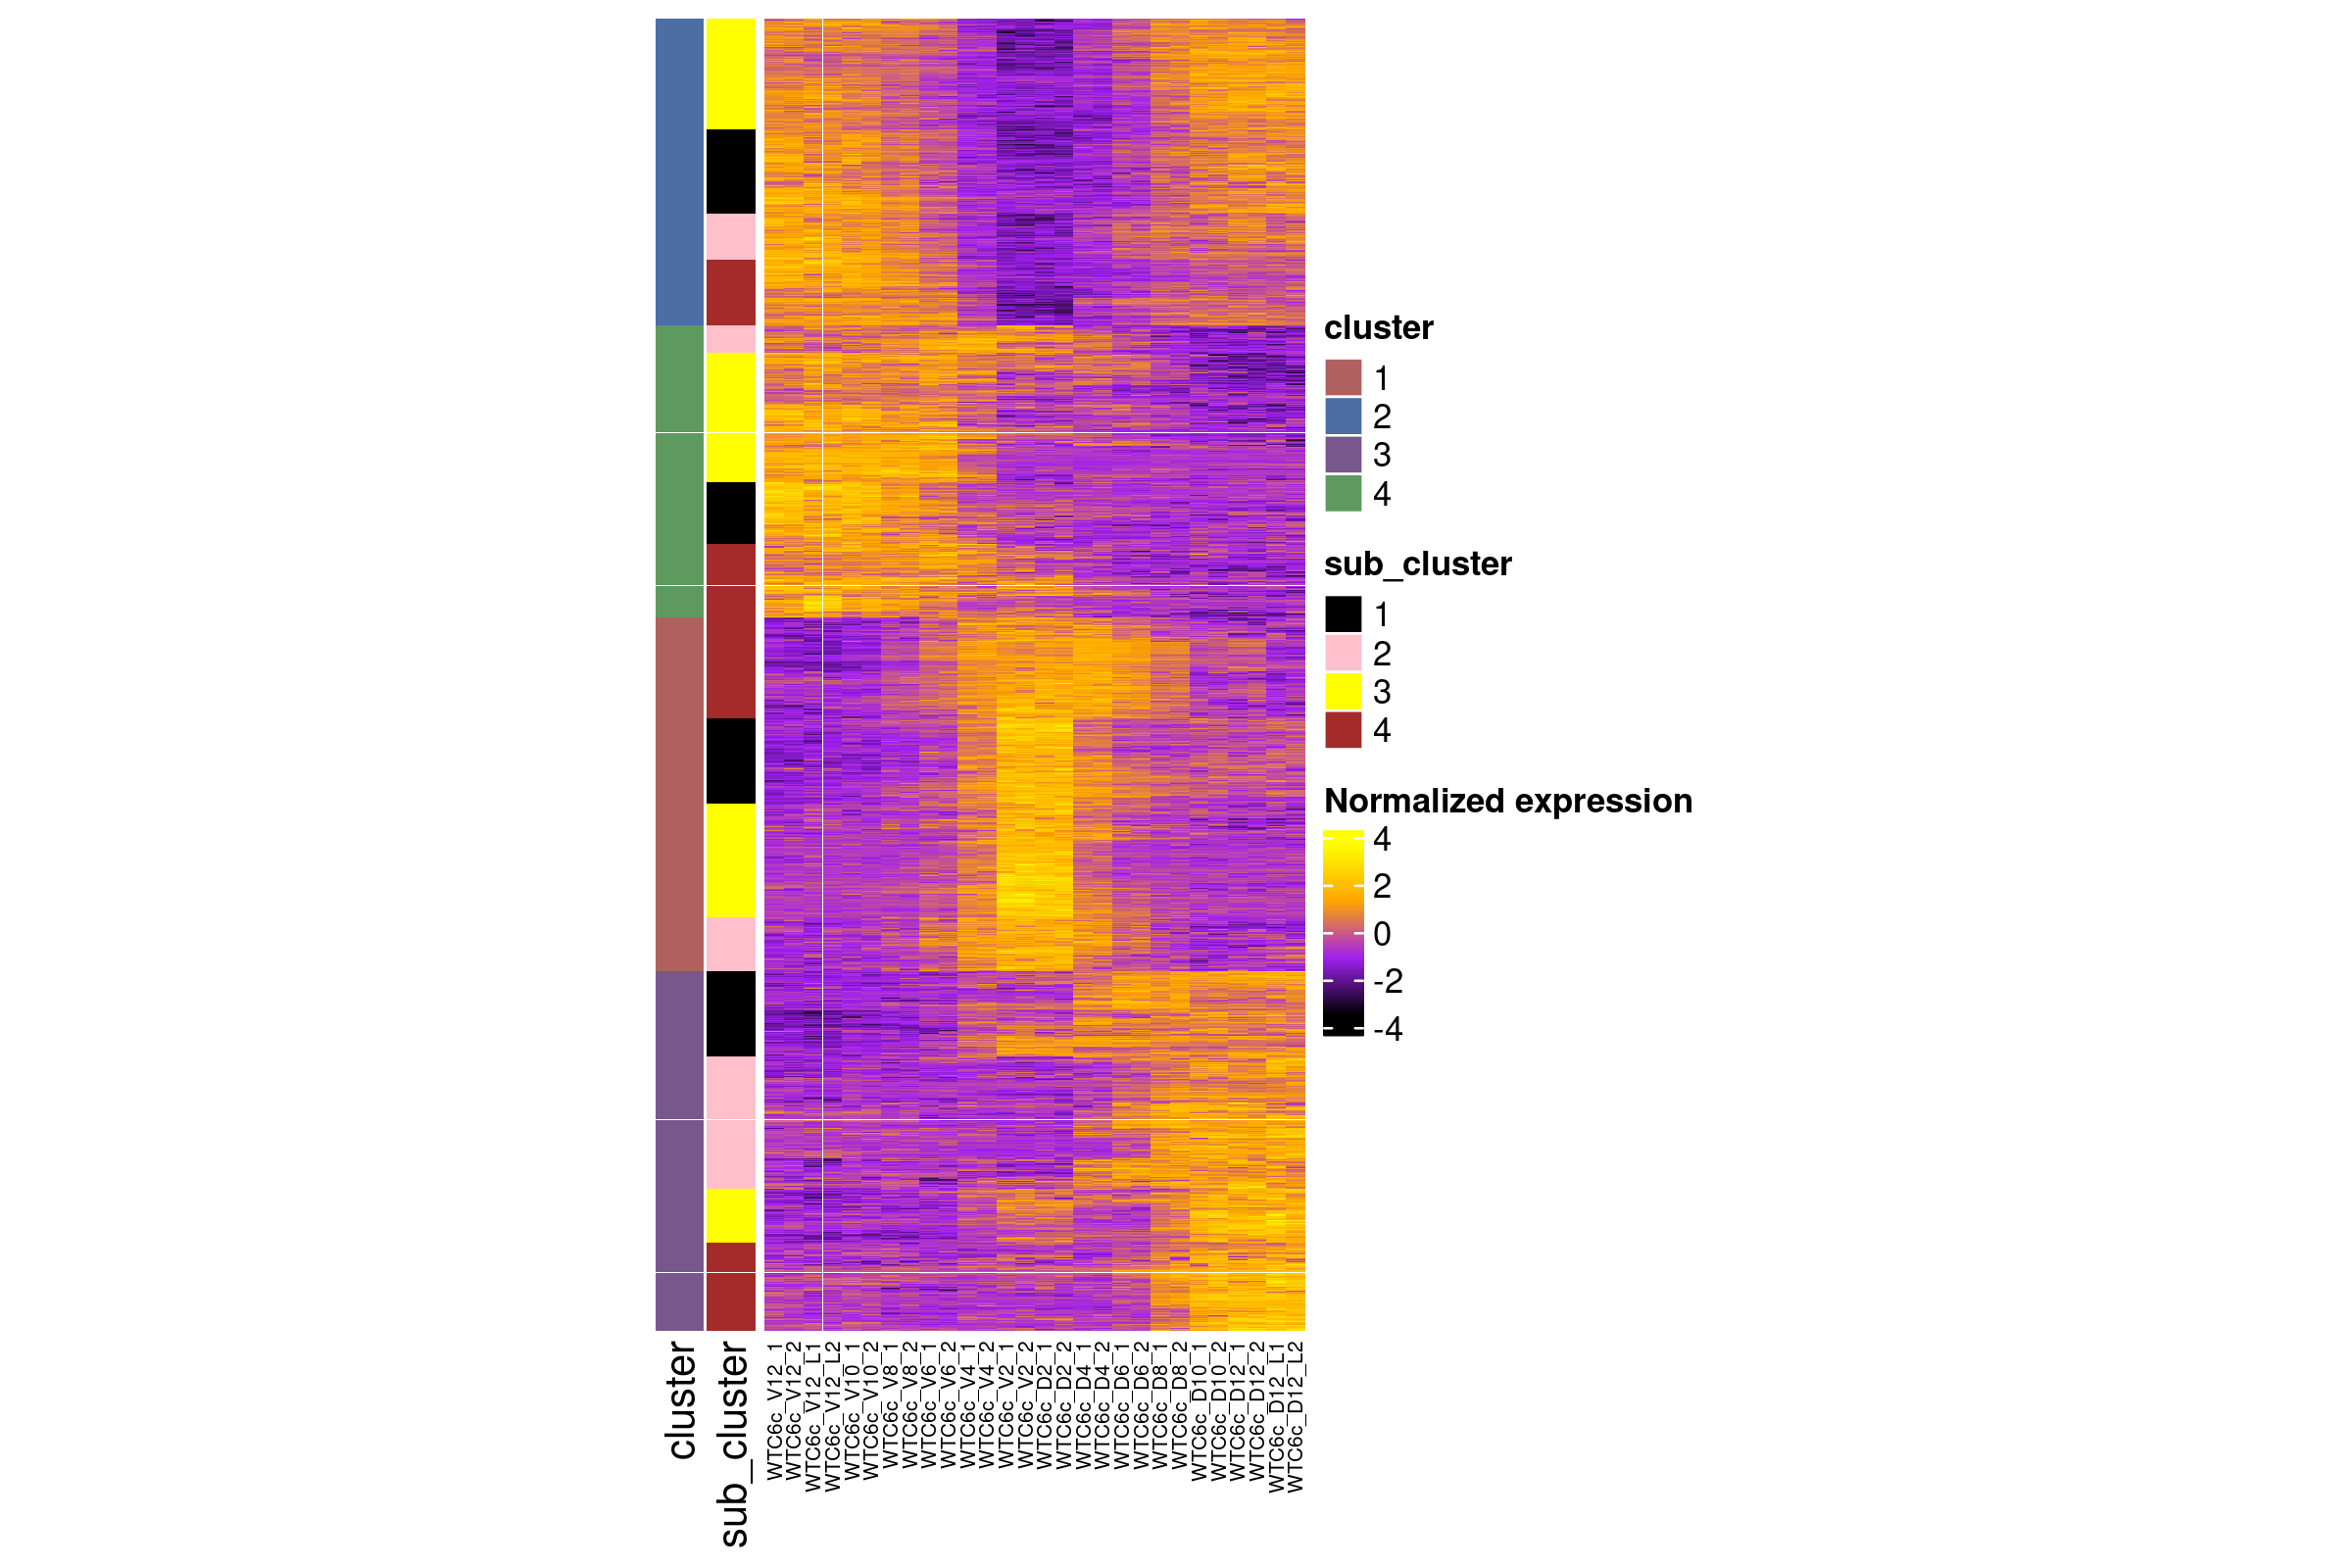 cluster
1
2
3
4
sub_cluster
1
2
3
4
Normalized expression
4
2
0
-2
-4
cluster
sub_cluster
WTC6c_V12_1
WTC6c_V12_2
WTC6c_V12_L1
WTC6c_V12_L2
WTC6c_V10_1
WTC6c_V10_2
WTC6c_V8_1
WTC6c_V8_2
WTC6c_V6_1
WTC6c_V6_2
WTC6c_V4_1
WTC6c_V4_2
WTC6c_V2_1
WTC6c_V2_2
WTC6c_D2_1
WTC6c_D2_2
WTC6c_D4_1
WTC6c_D4_2
WTC6c_D6_1
WTC6c_D6_2
WTC6c_D8_1
WTC6c_D8_2
WTC6c_D10_1
WTC6c_D10_2
WTC6c_D12_1
WTC6c_D12_2
WTC6c_D12_L1
WTC6c_D12_L2